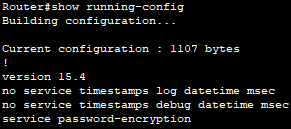 Router#show running-config
Building configuration...
Current configuration : 1107 bytes
!
version 15.4
no service timestamps log datetime msec
no service timestamps debug datetime msec
service password-encryption